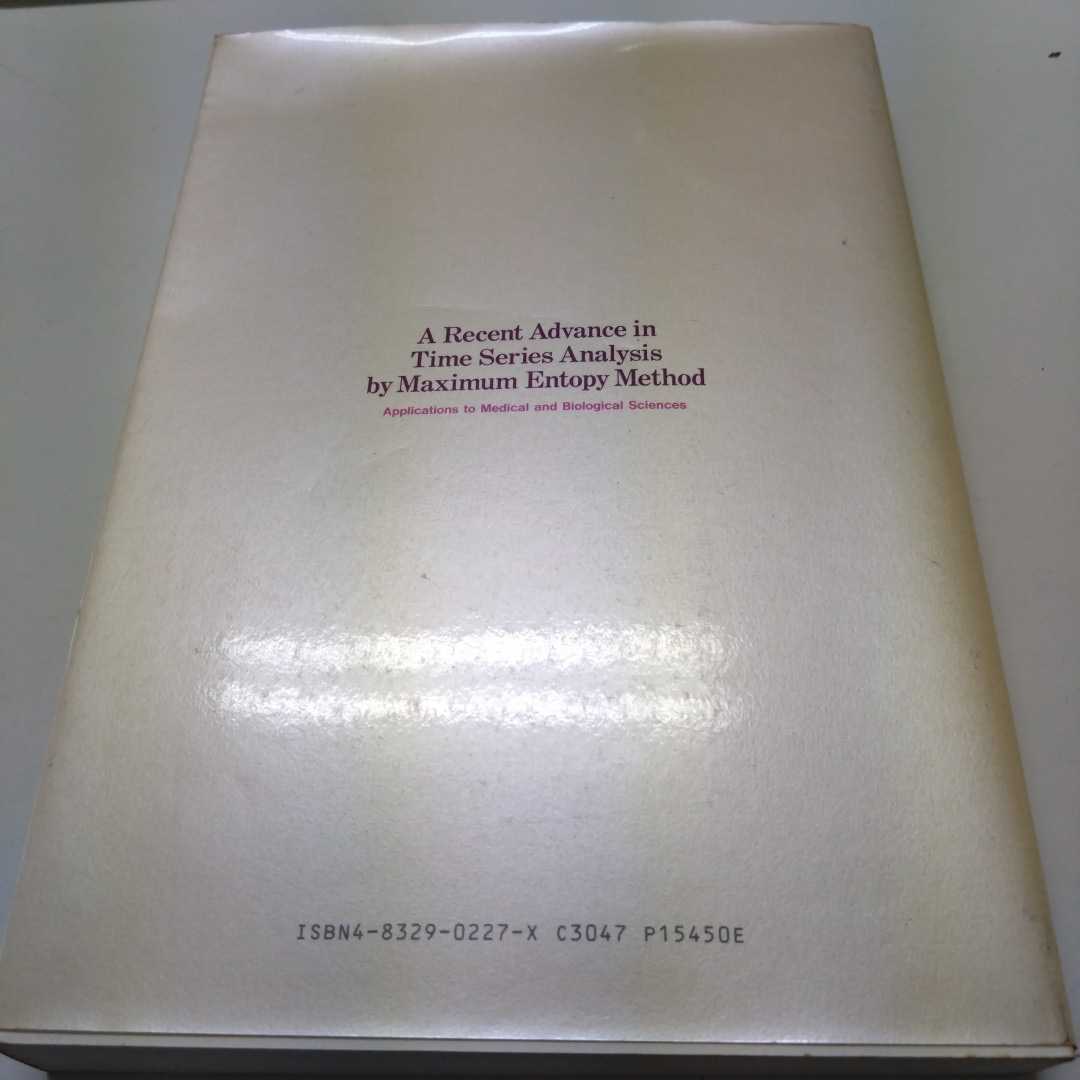 A Recent Advance in
Time Series Analysis
by Maximum Entopy Method
Applications to Medical and Biological Sciences
ISBN4-8329-0227-X C3047 P15450E